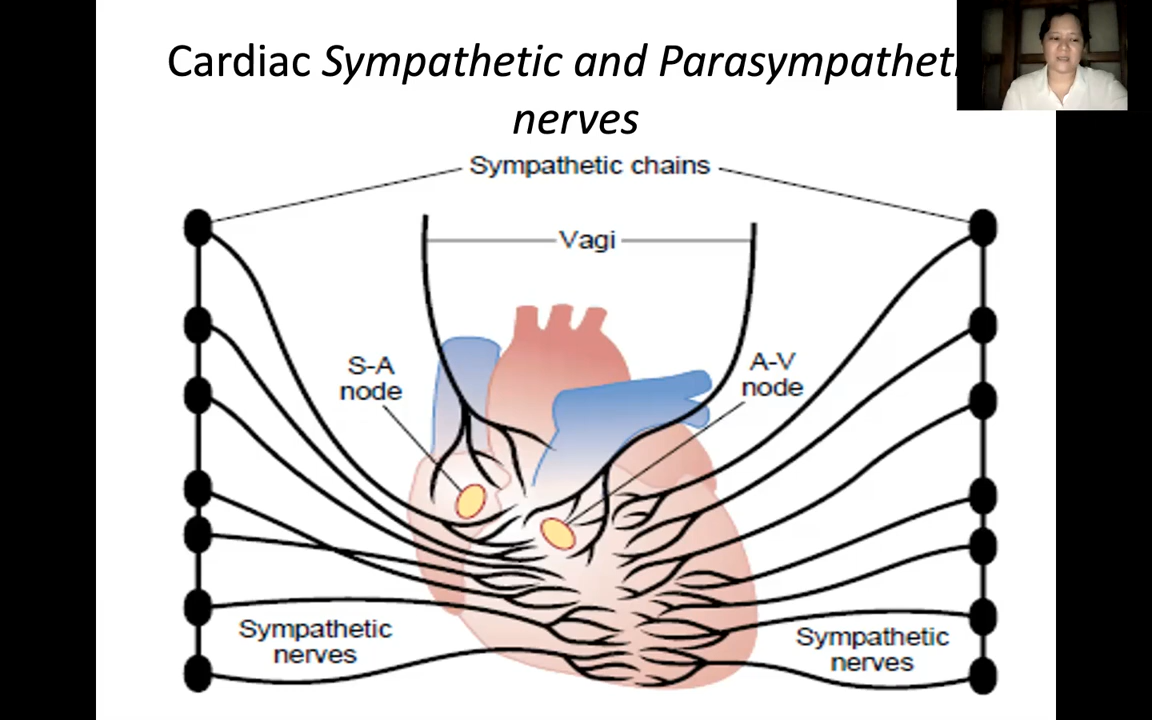 Cardiac Sympathetic and Parasympathet
nerves
Sympathetic chains
Vagi
S-A
node
A-V
node
Sympathetic
nerves
Sympathetic
nerves